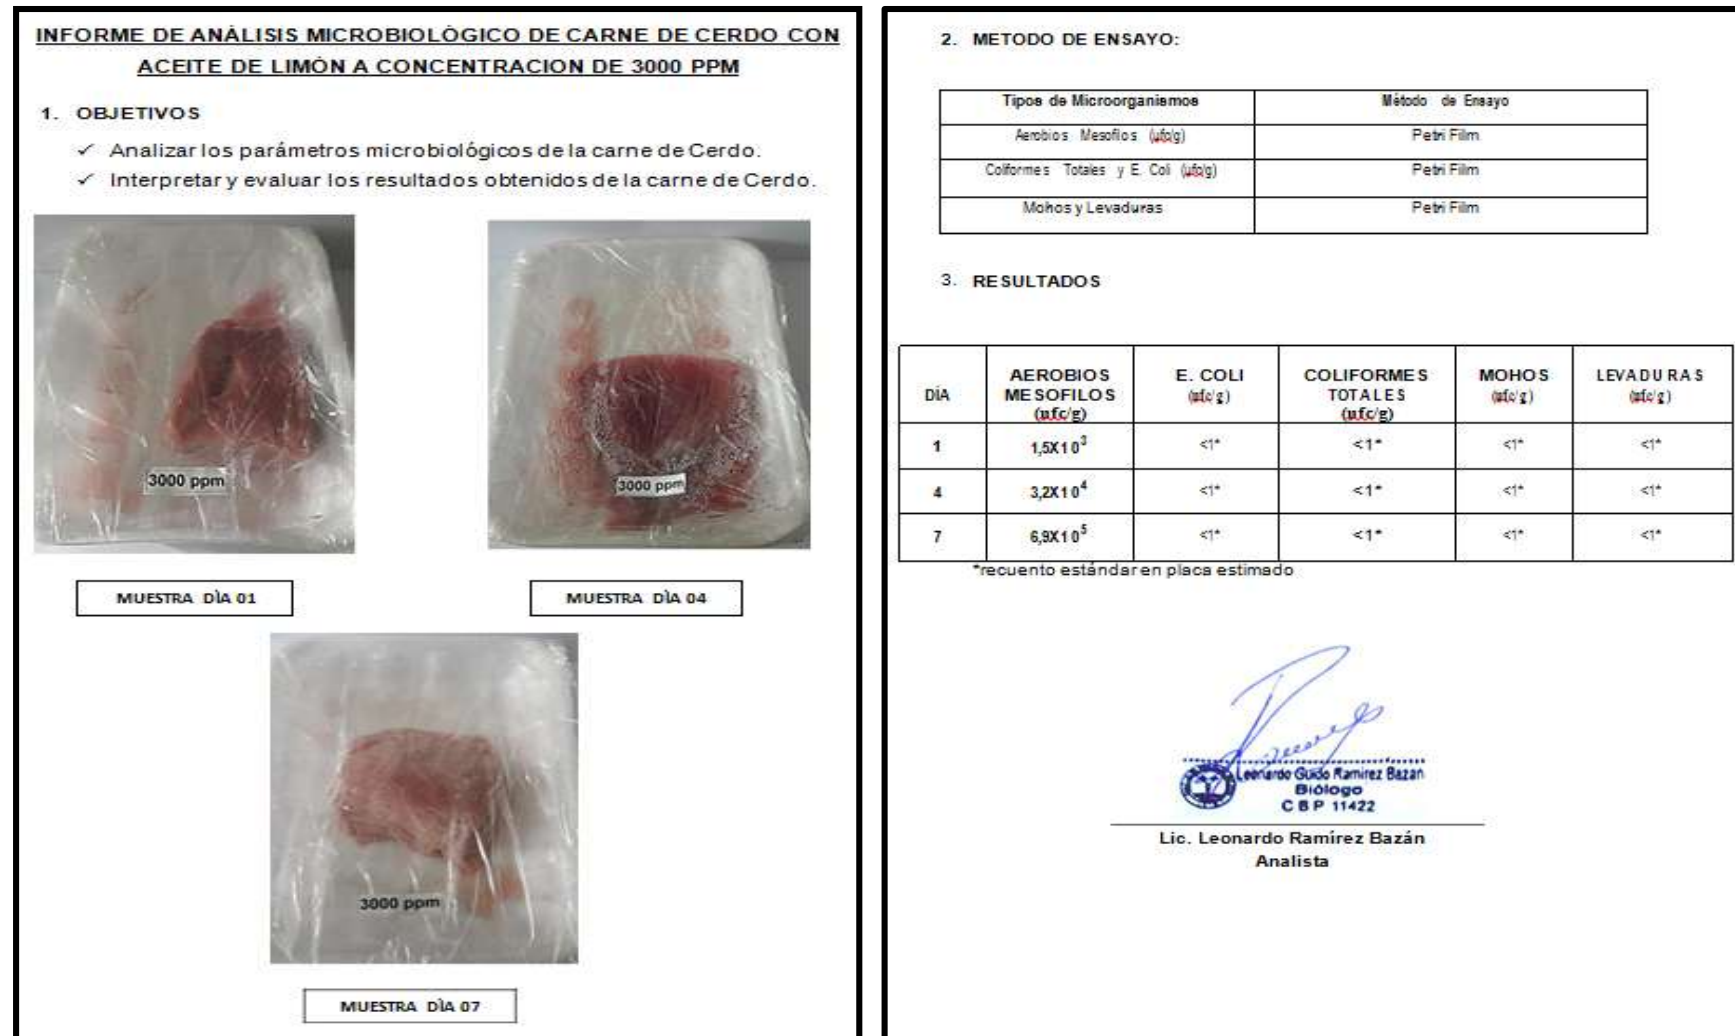 INFORME DE ANÀLISIS MICROBIOLÒGICO DE CARNE DE CERDO CON
ACEITE DE LIMÒN A CONCENTRACION DE 3000 PPM
1. OBJETIVOS
✓ Analizar los parámetros microbiológicos de la carne de Cerdo.
✓ Interpretar y evaluar los resultados obtenidos de la carne de Cerdo.
3000 ppm
3000 ppm
MUESTRA DÌA 01
MUESTRA DÌA 04
3000 ppm
MUESTRA DÌA 07
2. METODO DE ENSAYO:
Tipos de Microorganismos Método de Ensayo
Aerobios Mesofilos (ufc/g) Petri Film
Coliformes Totales y E. Coli (ufc/g) Petri Film
Mohos y Levaduras Petri Film
3. RESULTADOS
DÍA AEROBIOS MESOFILOS (ufc/g) E. COLI (ufc/g) COLIFORMES TOTALES (ufc/g) MOHOS (ufc/g) LEVADURAS (ufc/g)
1 1,5X10³ <1* <1* <1* <1*
4 3,2X10⁴ <1* <1* <1* <1*
7 6,9X10⁵ <1* <1* <1* <1*
*recuento estándar en placa estimado
Leonardo Guido Ramirez Bazan
Biólogo
C B P 11422
Lic. Leonardo Ramírez Bazán
Analista